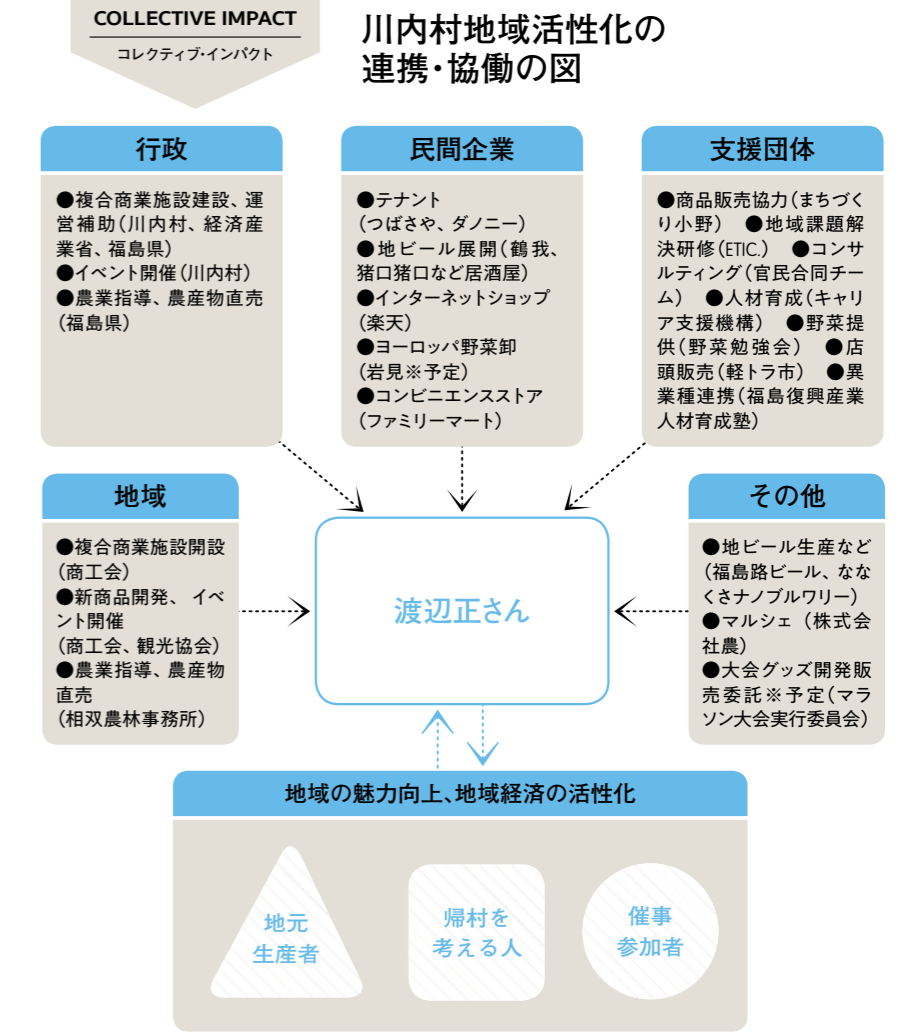 COLLECTIVE IMPACT
コレクティブ・インパクト
川内村地域活性化の
連携・協働の図
行政
●複合商業施設建設、運
営補助(川内村、経済産
業省、福島県)
●イベント開催(川内村)
●農業指導、農産物直売
(福島県)
民間企業
●テナント
(つばさや、ダノニー)
●地ビール展開(鶴我、
猪口猪口など居酒屋)
●インターネットショップ
(楽天)
●ヨーロッパ野菜卸
(岩見※予定)
●コンビニエンスストア
(ファミリーマート)
支援団体
●商品販売協力(まちづく
り小野) ●地域課題解
決研修(ETIC.) ●コンサ
ルティング(官民合同チー
ム) ●人材育成(キャリ
ア支援機構) ●野菜提
供(野菜勉強会) ●店
頭販売(軽トラ市) ●異
業種連携(福島復興産業
人材育成塾)
地域
●複合商業施設開設
(商工会)
●新商品開発、イベ
ント開催
(商工会、観光協会)
●農業指導、農産物
直売
(相双農林事務所)
渡辺正さん
その他
●地ビール生産など
(福島路ビール、なな
くさナノブルワリー)
●マルシェ(株式会
社農)
●大会グッズ開発販
売委託※予定(マラ
ソン大会実行委員会)
地域の魅力向上、地域経済の活性化
地元
生産者
帰村を
考える人
催事
参加者